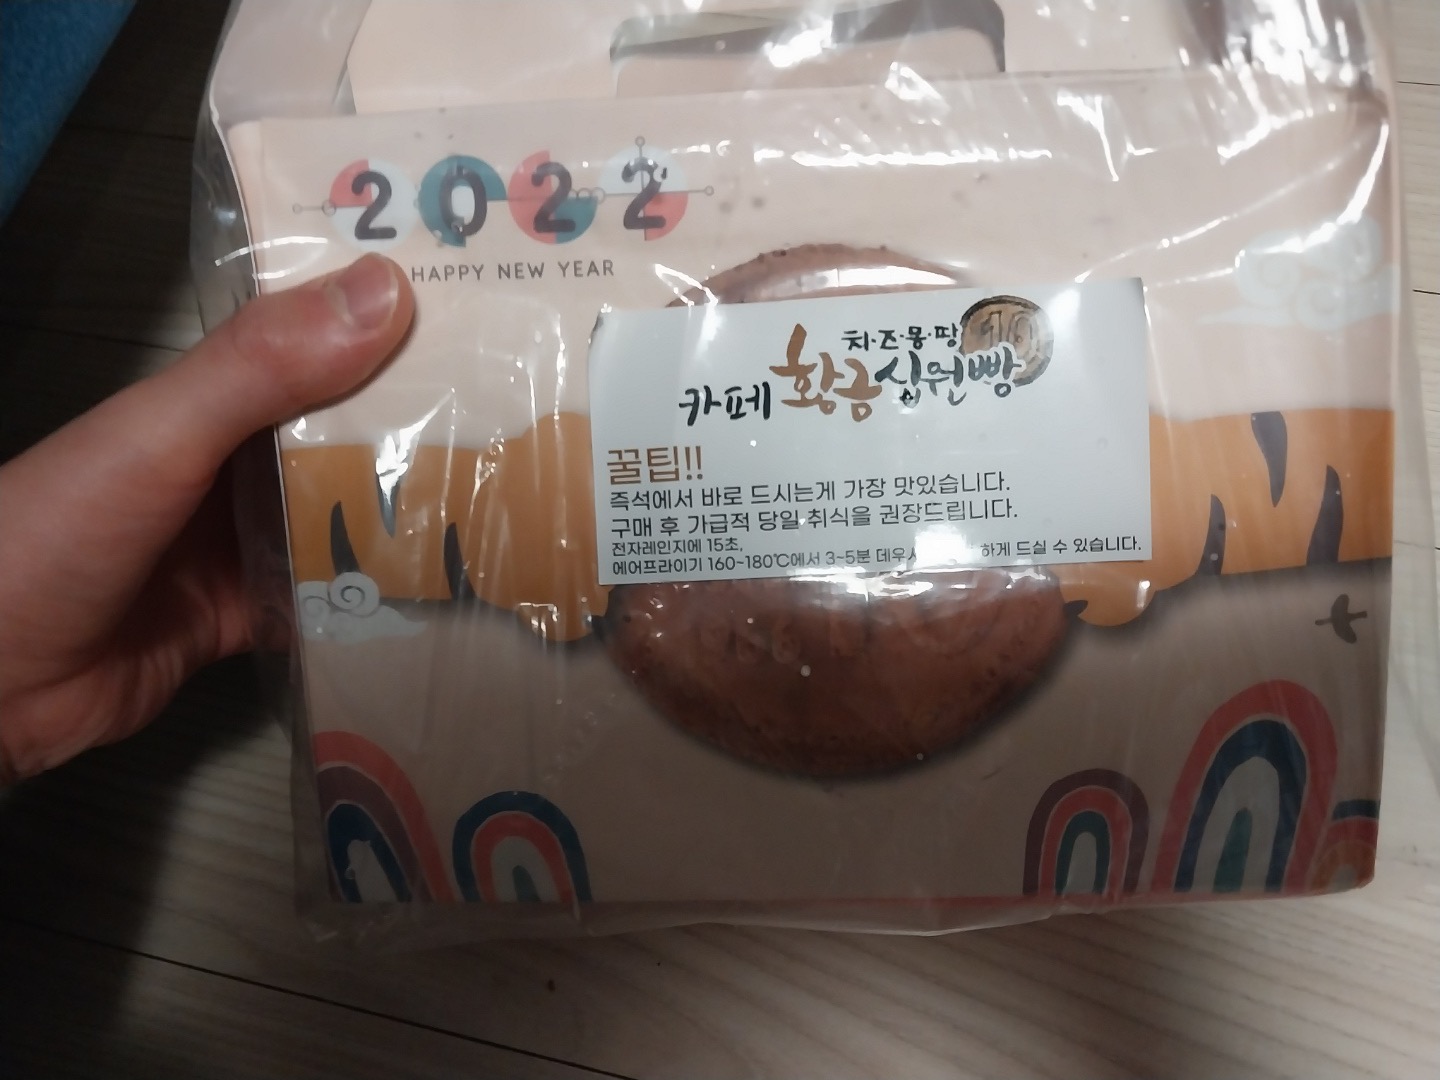 2022
HAPPY NEW YEAR
치·즈·몽·땅
10
카페 황금십원빵
꿀팁!!
즉석에서 바로 드시는게 가장 맛있습니다.
구매 후 가급적 당일 취식을 권장드립니다.
전자레인지에 15초,
에어프라이기 160~180℃에서 3~5분 데우시 하게 드실 수 있습니다.